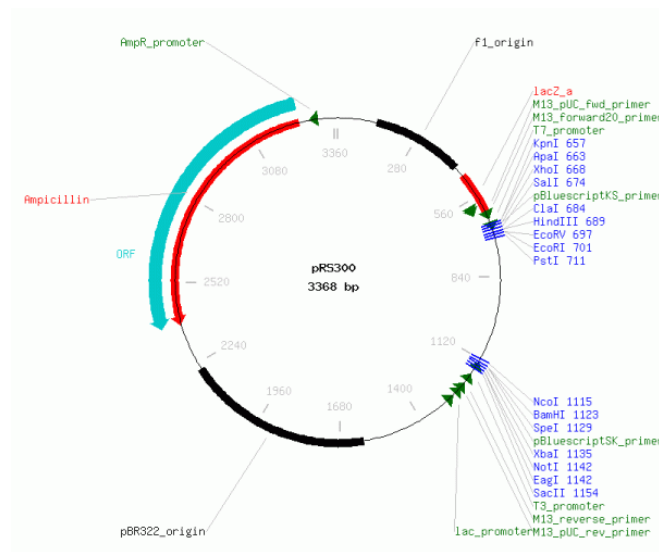 AmpR_promoter
f1_origin
lacZ_a
M13_pUC_fwd_primer
M13_forward20_primer
T7_promoter
KpnI 657
ApaI 663
XhoI 668
SalI 674
pBluescriptKS_primer
ClaI 684
HindIII 689
EcoRV 697
EcoRI 701
PstI 711
3360
280
3080
560
Ampicillin
2800
ORF
pRS300
3368 bp
2520
840
2240
1120
1960
1400
1680
NcoI 1115
BamHI 1123
SpeI 1129
pBluescriptSK_primer
XbaI 1135
NotI 1142
EagI 1142
SacII 1154
T3_promoter
M13_reverse_primer
pBR322_origin
lac_promoter
M13_pUC_rev_primer